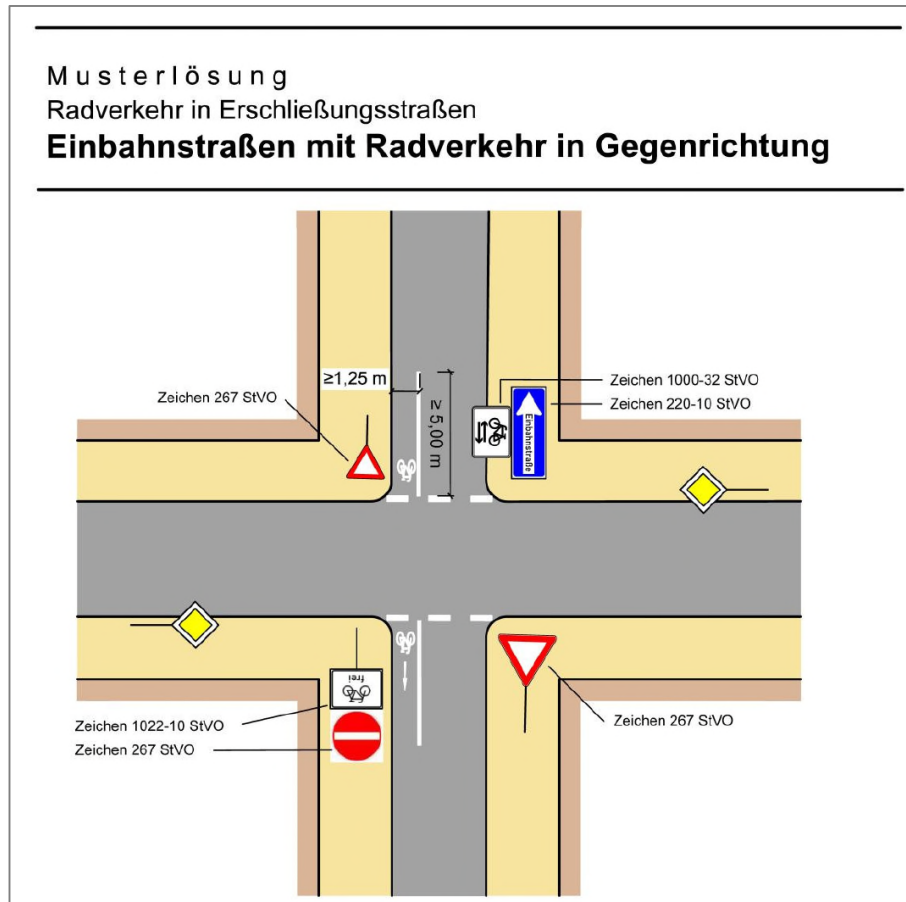 Musterlösung
Radverkehr in Erschließungsstraßen
Einbahnstraßen mit Radverkehr in Gegenrichtung
≥1,25 m
≥ 5,00 m
Zeichen 267 StVO
Zeichen 1000-32 StVO
Zeichen 220-10 StVO
Einbahnstraße
frei
Zeichen 1022-10 StVO
Zeichen 267 StVO
Zeichen 267 StVO